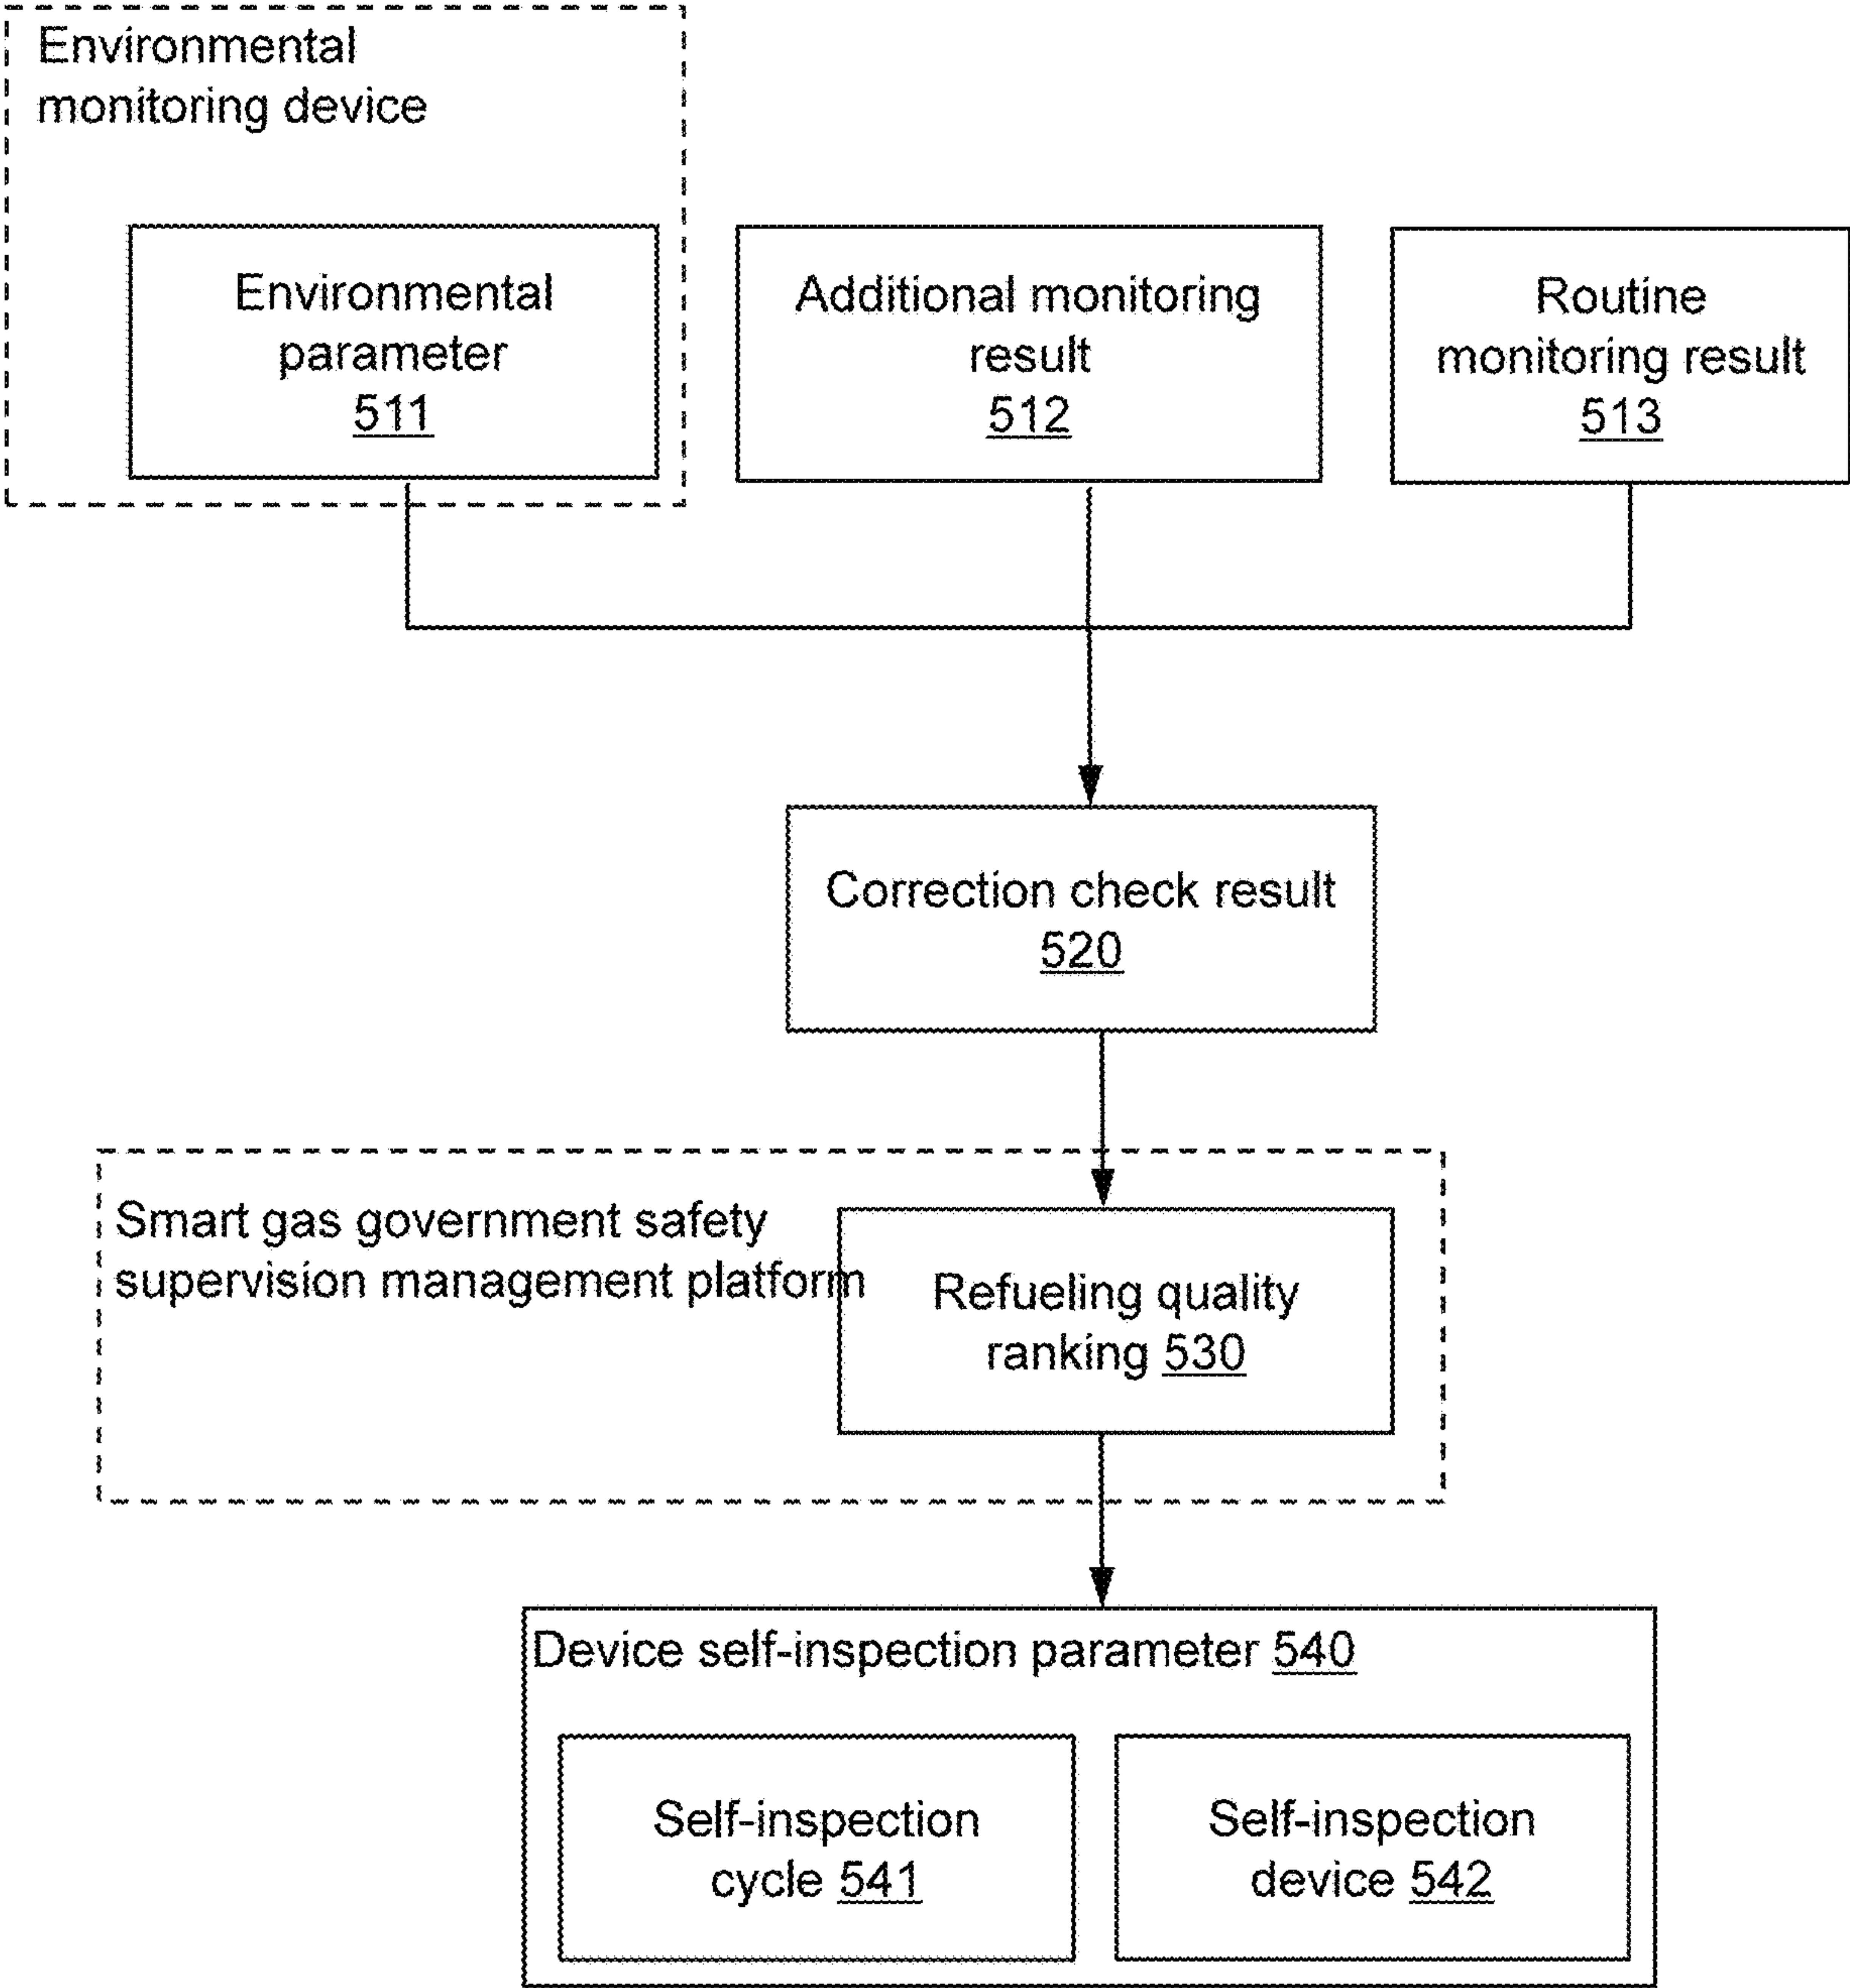 Environmental
monitoring device
Environmental
parameter
511
Additional monitoring
result
512
Routine
monitoring result
513
Correction check result
520
Smart gas government safety
supervision management platform
Refueling quality
ranking 530
Device self-inspection parameter 540
Self-inspection
cycle 541
Self-inspection
device 542